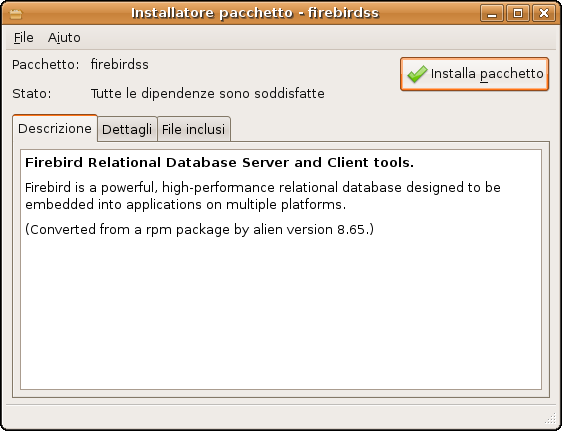 Installatore pacchetto - firebirdss
File Aiuto
Pacchetto: firebirdss
Installa pacchetto
Stato: Tutte le dipendenze sono soddisfatte
Descrizione Dettagli File inclusi
Firebird Relational Database Server and Client tools.
Firebird is a powerful, high-performance relational database designed to be
embedded into applications on multiple platforms.
(Converted from a rpm package by alien version 8.65.)